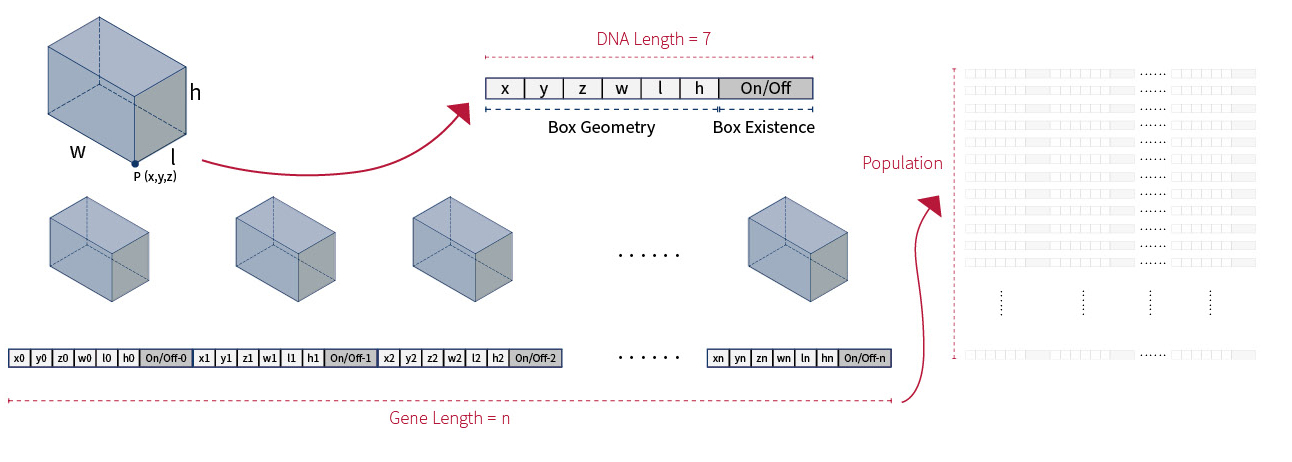 DNA Length = 7
h
x y z w l h On/Off
Box Geometry Box Existence
w
l
P (x,y,z)
Population
x0 y0 z0 w0 l0 h0 On/Off-0 x1 y1 z1 w1 l1 h1 On/Off-1 x2 y2 z2 w2 l2 h2 On/Off-2 ...... xn yn zn wn ln hn On/Off-n
Gene Length = n